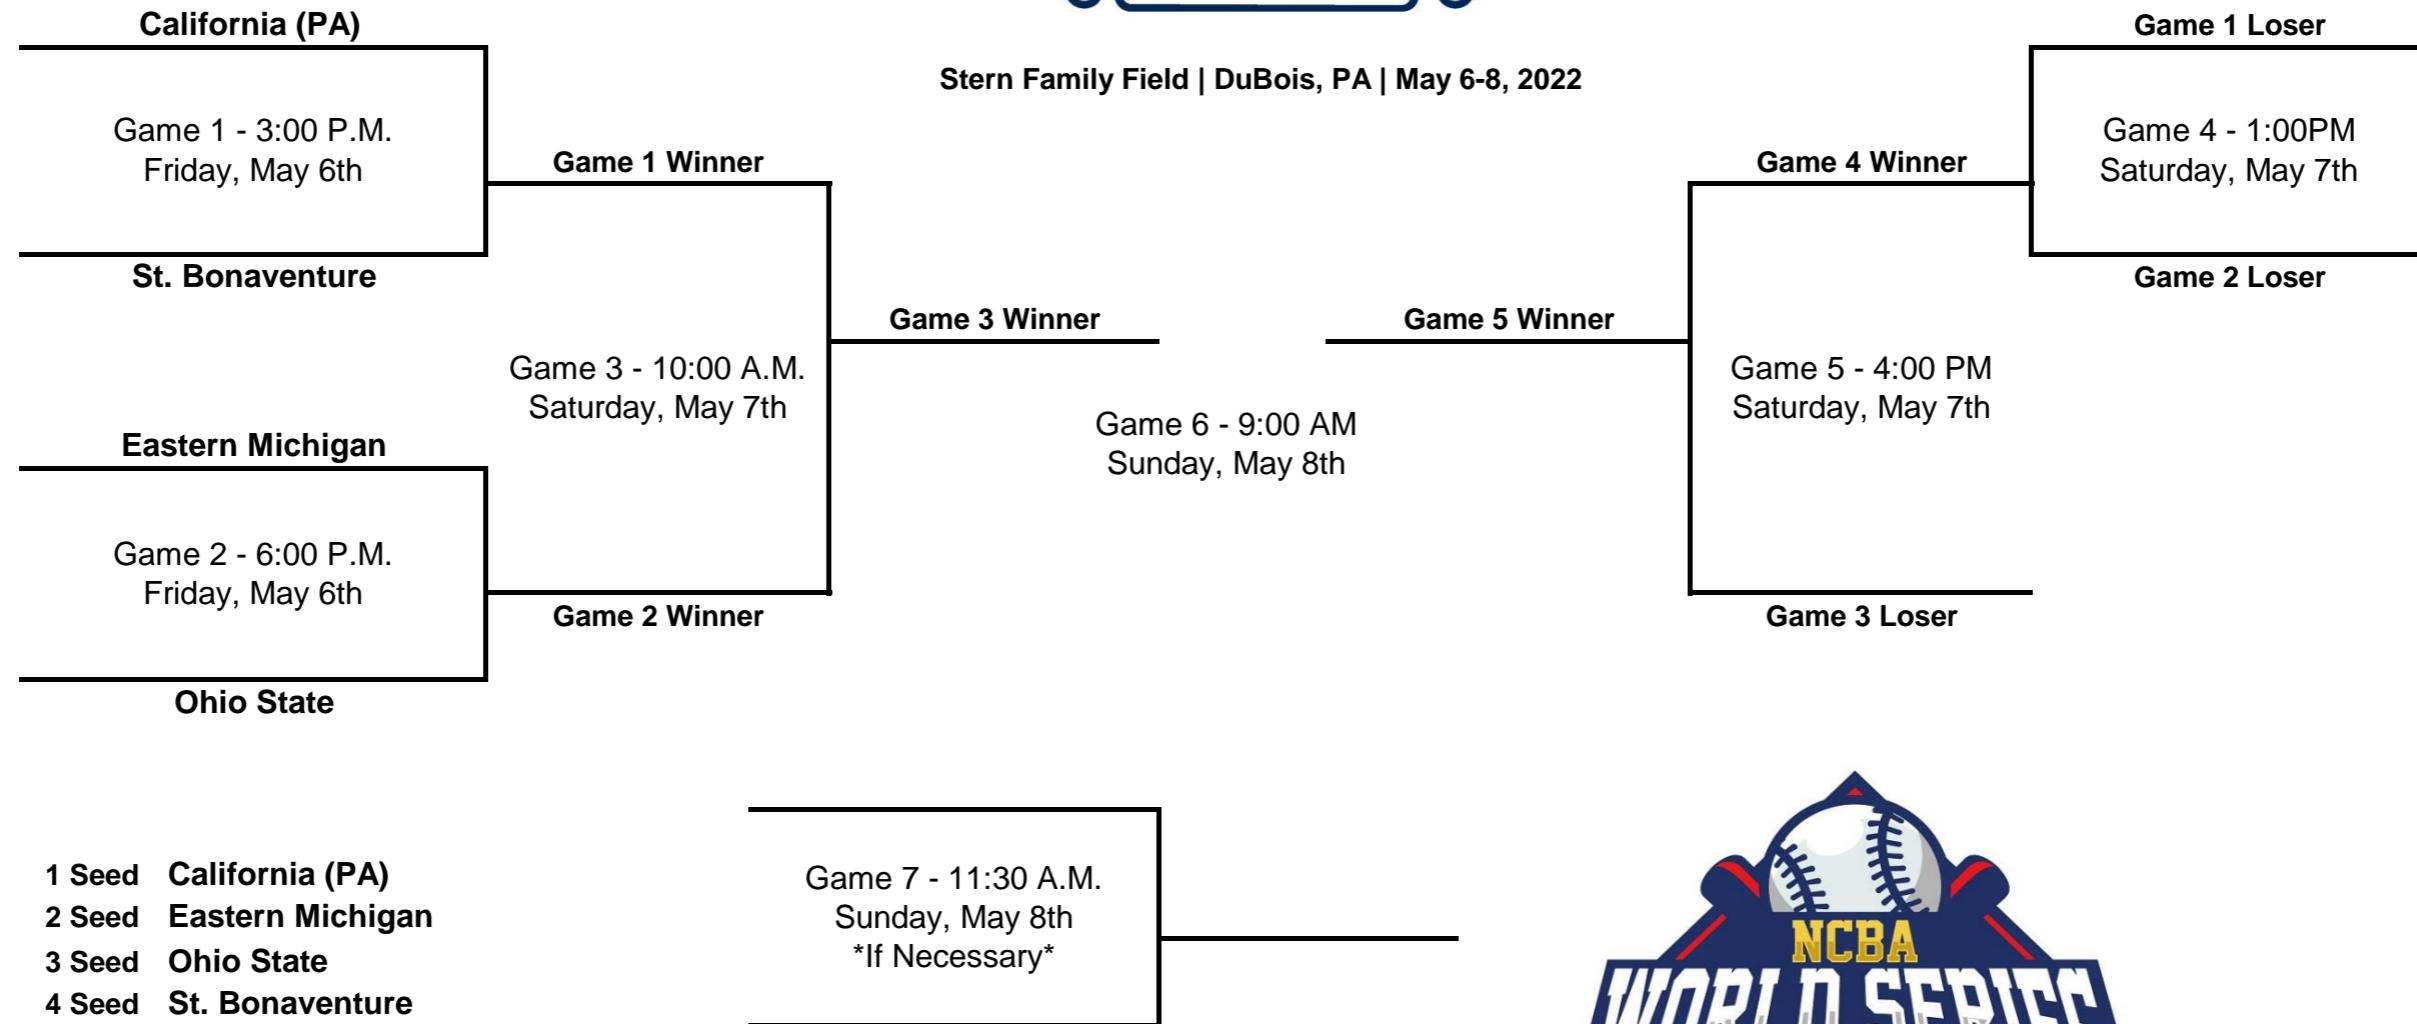 California (PA)
Game 1 Loser
Stern Family Field | DuBois, PA | May 6-8, 2022
Game 1 - 3:00 P.M.
Friday, May 6th
Game 1 Winner
Game 4 Winner
Game 4 - 1:00PM
Saturday, May 7th
St. Bonaventure
Game 2 Loser
Game 3 Winner
Game 5 Winner
Game 3 - 10:00 A.M.
Saturday, May 7th
Game 5 - 4:00 PM
Saturday, May 7th
Game 6 - 9:00 AM
Sunday, May 8th
Eastern Michigan
Game 2 - 6:00 P.M.
Friday, May 6th
Game 2 Winner
Game 3 Loser
Ohio State
1 Seed California (PA)
2 Seed Eastern Michigan
3 Seed Ohio State
4 Seed St. Bonaventure
Game 7 - 11:30 A.M.
Sunday, May 8th
*If Necessary*
NCBA
WORLD SERIES